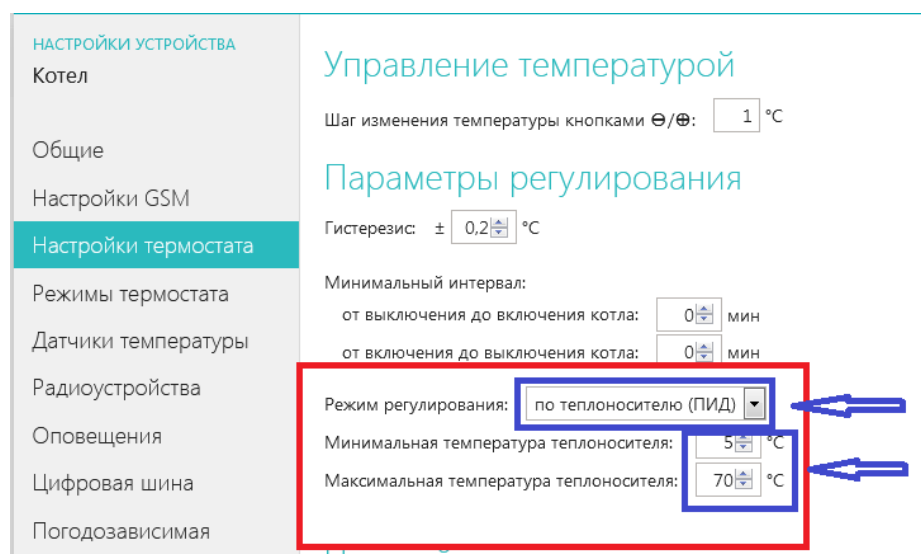 НАСТРОЙКИ УСТРОЙСТВА
Котел
Общие
Настройки GSM
Настройки термостата
Режимы термостата
Датчики температуры
Радиоустройства
Оповещения
Цифровая шина
Погодозависимая
Управление температурой
Шаг изменения температуры кнопками ⊖/⊕: 1 °C
Параметры регулирования
Гистерезис: ± 0,2 °C
Минимальный интервал:
от выключения до включения котла: 0 мин
от включения до выключения котла: 0 мин
Режим регулирования: по теплоносителю (ПИД)
Минимальная температура теплоносителя: 5 °C
Максимальная температура теплоносителя: 70 °C